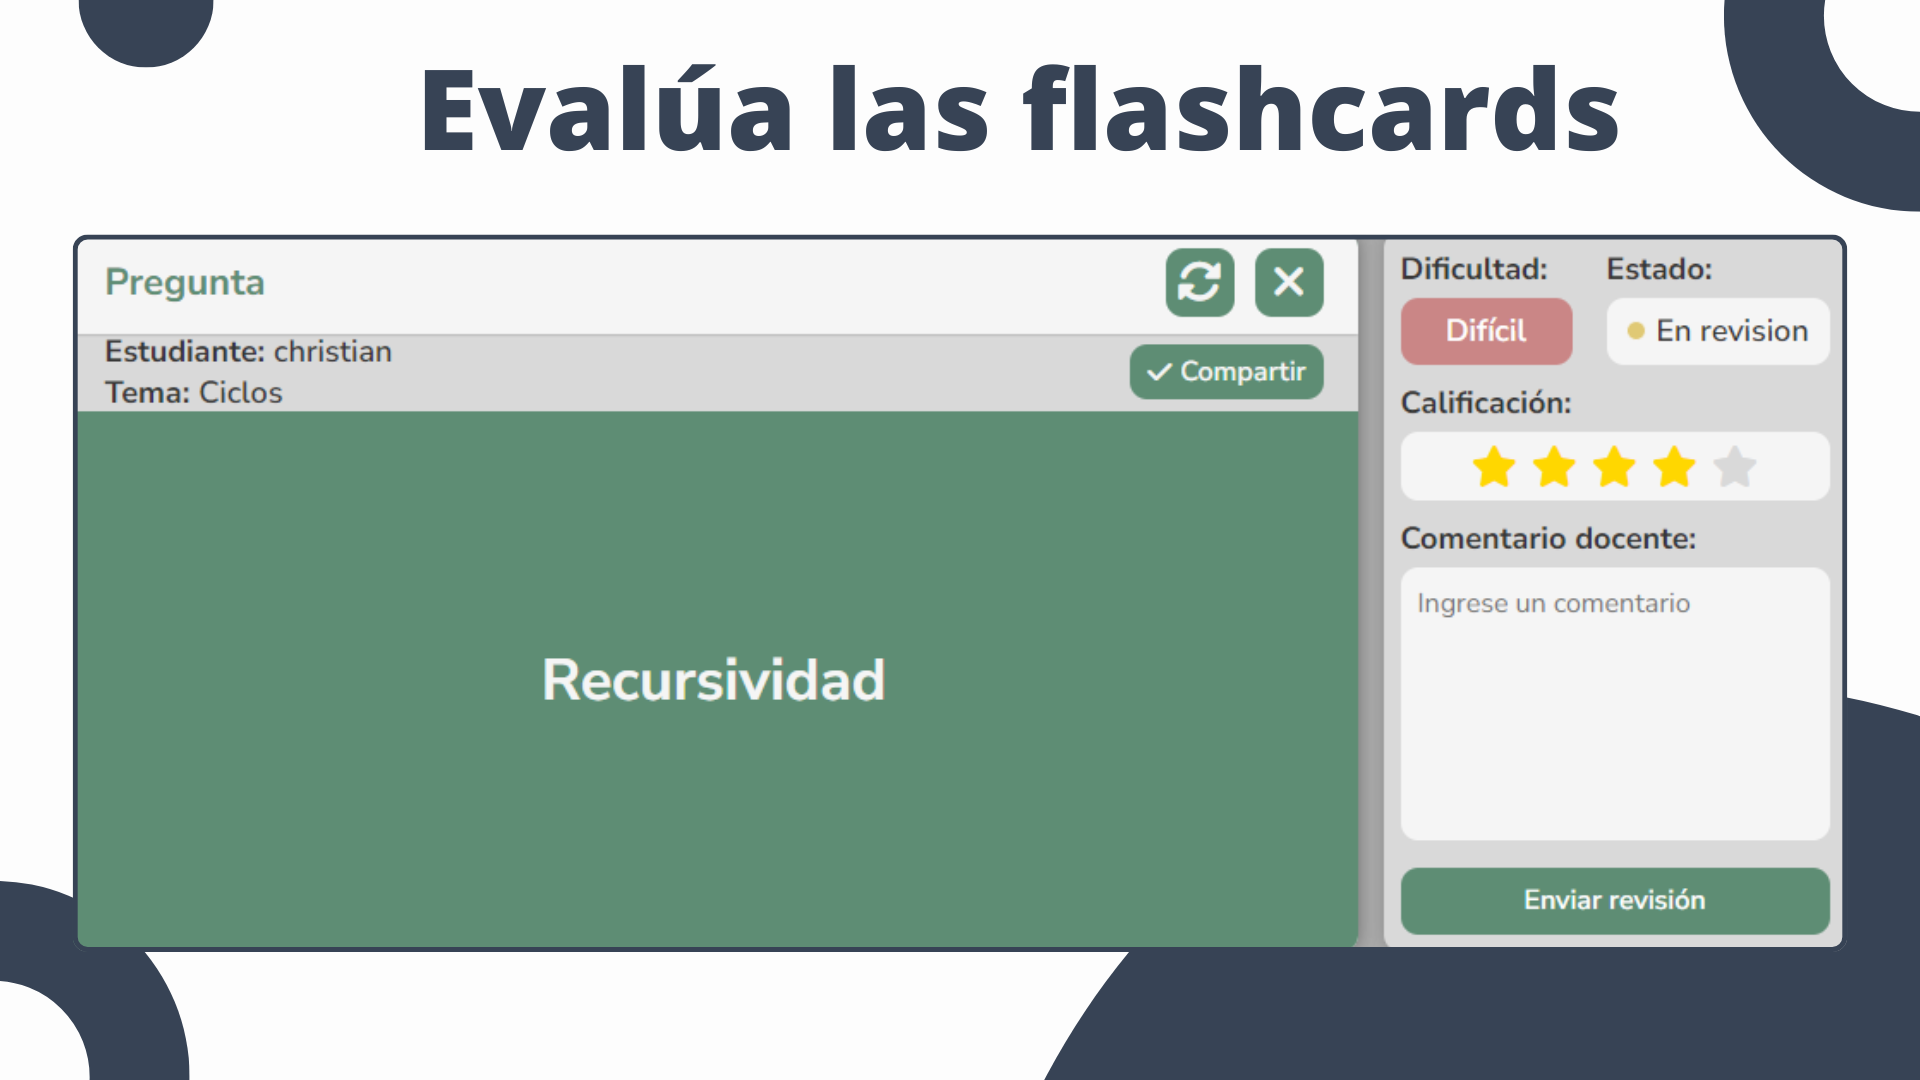 Evalúa las flashcards
Pregunta
Estudiante: christian
Tema: Ciclos
Compartir
Recursividad
Dificultad:
Estado:
Difícil
En revision
Calificación:
Comentario docente:
Ingrese un comentario
Enviar revisión